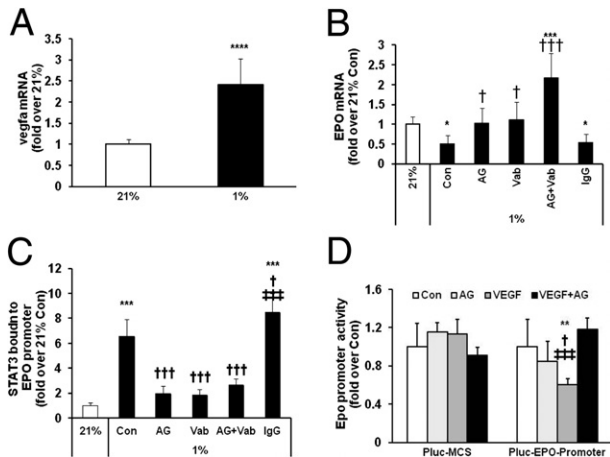 A
vegfa mRNA
(fold over 21%)
3.5
3
2.5
2
1.5
1
0.5
0
****
21%
1%
B
EPO mRNA
(fold over 21% Con)
3
2.5
2
1.5
1
0.5
0
*
†
†
***
†††
*
21%
Con
AG
Vab
AG+Vab
IgG
1%
C
STAT3 boudn to
EPO promoter
(fold over 21% Con)
12
10
8
6
4
2
0
***
†††
†††
†††
***
†
‡‡‡
21%
Con
AG
Vab
AG+Vab
IgG
1%
D
Epo promoter activity
(fold over Con)
1.6
1.2
0.8
0.4
0
Con AG VEGF VEGF+AG
**
†
‡‡‡
Pluc-MCS
Pluc-EPO-Promoter